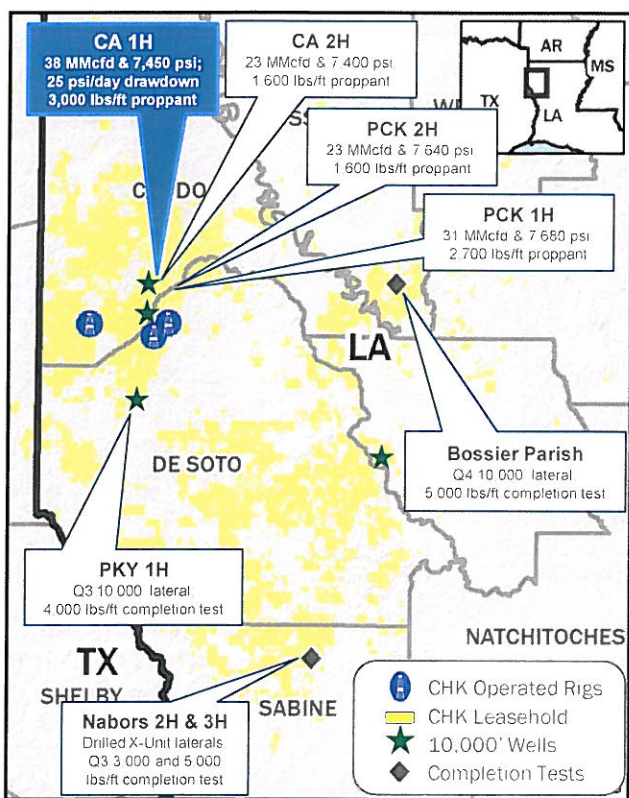 CA 1H
38 MMcfd & 7,450 psi;
25 psi/day drawdown
3,000 lbs/ft proppant
CA 2H
23 MMcfd & 7 400 psi
1 600 lbs/ft proppant
AR
MS
TX
LA
PCK 2H
23 MMcfd & 7 640 psi
1 600 lbs/ft proppant
PCK 1H
31 MMcfd & 7 680 psi
2 700 lbs/ft proppant
LA
Bossier Parish
Q4 10 000 lateral
5 000 lbs/ft completion test
DE SOTO
PKY 1H
Q3 10 000 lateral
4.000 lbs/ft completion test
NATCHITOCHES
TX
SHELBY
SABINE
Nabors 2H & 3H
Drilled X-Unit laterals
Q3 3 000 and 5 000
lbs/ft completion test
CHK Operated Rigs
CHK Leasehold
10.000' Wells
Completion Tests